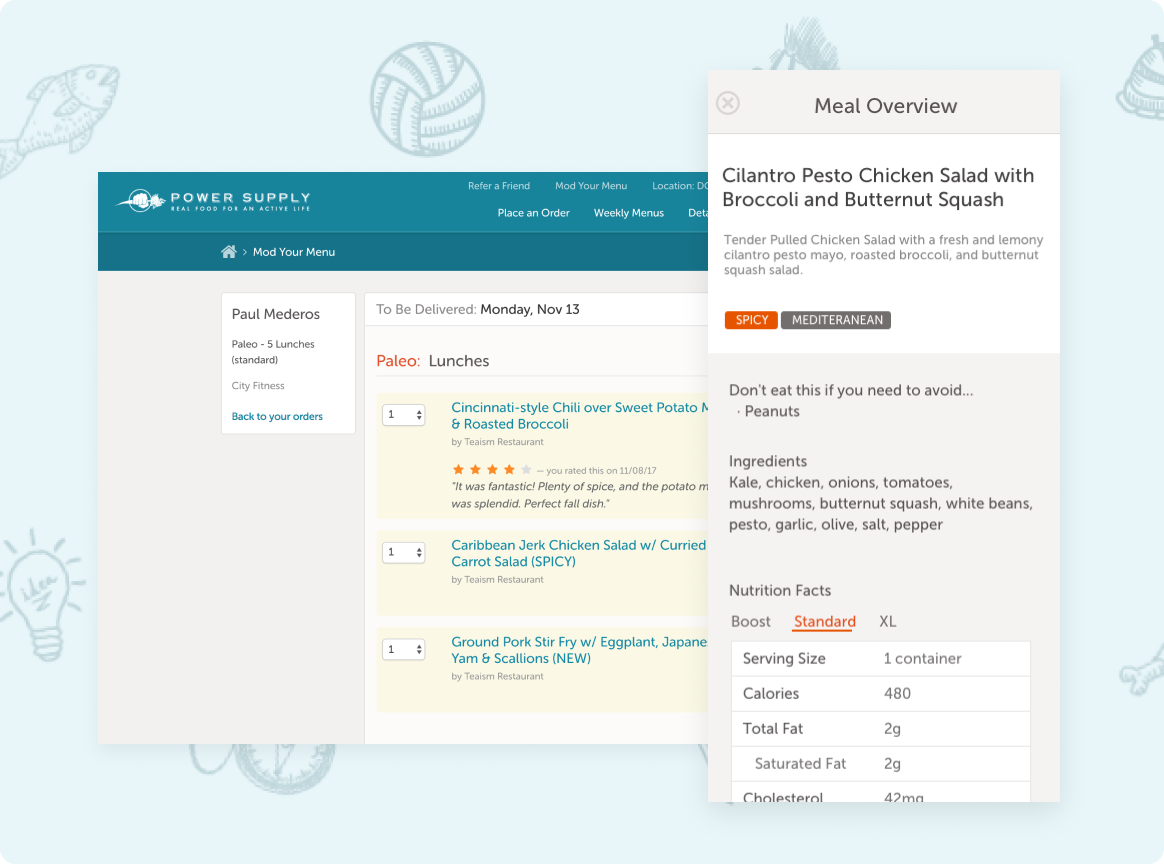 POWER SUPPLY
REAL FOOD FOR AN ACTIVE LIFE
Refer a Friend Mod Your Menu Location: DC
Place an Order Weekly Menus
Mod Your Menu
Paul Mederos
Paleo - 5 Lunches
(standard)
City Fitness
Back to your orders
To Be Delivered: Monday, Nov 13
Paleo: Lunches
1
Cincinnati-style Chili over Sweet Potato M
& Roasted Broccoli
by Teaism Restaurant
— you rated this on 11/08/17
"It was fantastic! Plenty of spice, and the potato m
was splendid. Perfect fall dish."
1
Caribbean Jerk Chicken Salad w/ Curried
Carrot Salad (SPICY)
by Teaism Restaurant
1
Ground Pork Stir Fry w/ Eggplant, Japane
Yam & Scallions (NEW)
by Teaism Restaurant
Meal Overview
Cilantro Pesto Chicken Salad with
Broccoli and Butternut Squash
Tender Pulled Chicken Salad with a fresh and lemony
cilantro pesto mayo, roasted broccoli, and butternut
squash salad.
SPICY MEDITERANEAN
Don't eat this if you need to avoid...
· Peanuts
Ingredients
Kale, chicken, onions, tomatoes,
mushrooms, butternut squash, white beans,
pesto, garlic, olive, salt, pepper
Nutrition Facts
Boost Standard XL
Serving Size 1 container
Calories 480
Total Fat 2g
Saturated Fat 2g
Cholesterol 42mg
idea